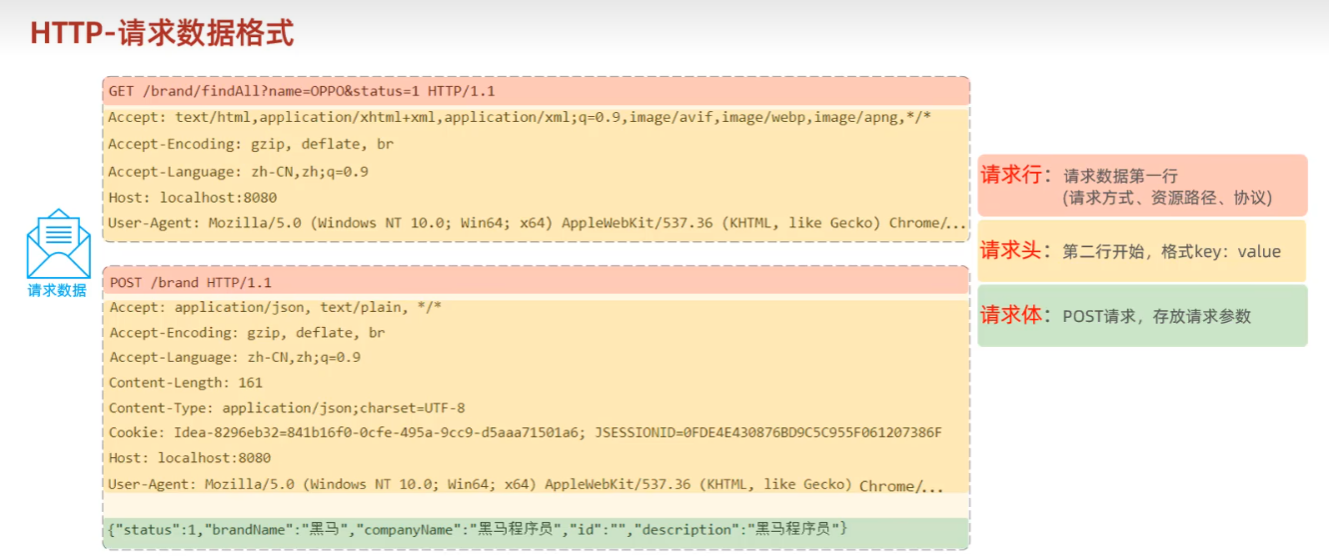 HTTP-请求数据格式
GET /brand/findAll?name=OPPO&status=1 HTTP/1.1
Accept: text/html,application/xhtml+xml,application/xml;q=0.9,image/avif,image/webp,image/apng,*/*
Accept-Encoding: gzip, deflate, br
Accept-Language: zh-CN,zh;q=0.9
Host: localhost:8080
User-Agent: Mozilla/5.0 (Windows NT 10.0; Win64; x64) AppleWebKit/537.36 (KHTML, like Gecko) Chrome/...
请求数据
POST /brand HTTP/1.1
Accept: application/json, text/plain, */*
Accept-Encoding: gzip, deflate, br
Accept-Language: zh-CN,zh;q=0.9
Content-Length: 161
Content-Type: application/json;charset=UTF-8
Cookie: Idea-8296eb32=841b16f0-0cfe-495a-9cc9-d5aaa71501a6; JSESSIONID=0FDE4E430876BD9C5C955F061207386F
Host: localhost:8080
User-Agent: Mozilla/5.0 (Windows NT 10.0; Win64; x64) AppleWebKit/537.36 (KHTML, like Gecko) Chrome/...
{"status":1,"brandName":"黑马","companyName":"黑马程序员","id":"","description":"黑马程序员"}
请求行：请求数据第一行
(请求方式、资源路径、协议)
请求头：第二行开始，格式key：value
请求体：POST请求，存放请求参数